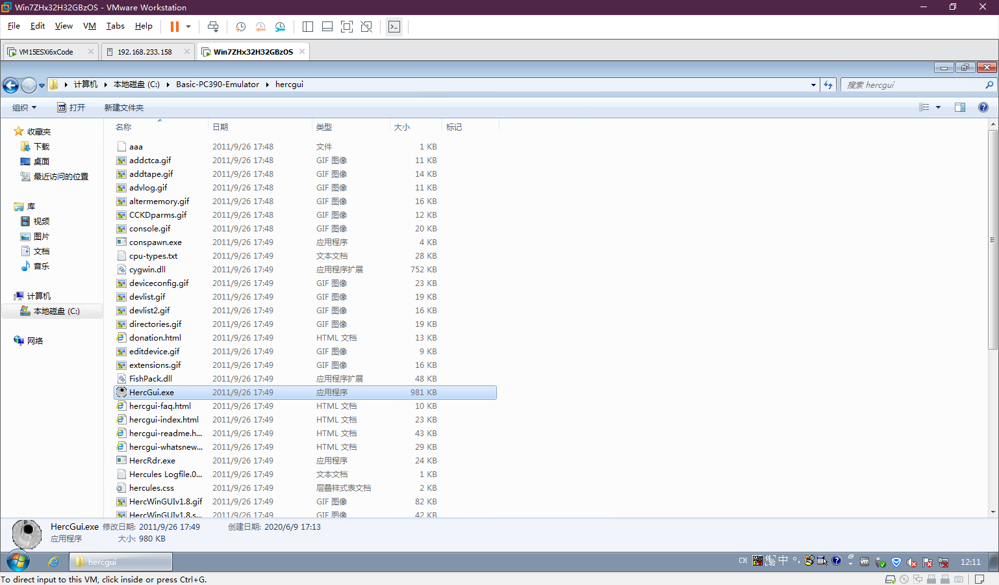 Win7ZHx32H32GBzOS - VMware Workstation
File Edit View VM Tabs Help
VM15ESXi6xCode 192.168.233.158 Win7ZHx32H32GBzOS
计算机 本地磁盘 (C:) Basic-PC390-Emulator hercgui 搜索 hercgui
组织 打开 新建文件夹
名称 日期 类型 大小 标记
收藏夹
下载
桌面
最近访问的位置
库
视频
图片
文档
音乐
计算机
本地磁盘 (C:)
网络
aaa 2011/9/26 17:48 文件 1 KB
addctca.gif 2011/9/26 17:48 GIF 图像 11 KB
addtape.gif 2011/9/26 17:48 GIF 图像 14 KB
advlog.gif 2011/9/26 17:48 GIF 图像 11 KB
altermemory.gif 2011/9/26 17:48 GIF 图像 16 KB
CCKDparms.gif 2011/9/26 17:48 GIF 图像 12 KB
console.gif 2011/9/26 17:48 GIF 图像 20 KB
conspawn.exe 2011/9/26 17:49 应用程序 4 KB
cpu-types.txt 2011/9/26 17:49 文本文档 28 KB
cygwin.dll 2011/9/26 17:49 应用程序扩展 752 KB
deviceconfig.gif 2011/9/26 17:49 GIF 图像 23 KB
devlist.gif 2011/9/26 17:49 GIF 图像 19 KB
devlist2.gif 2011/9/26 17:49 GIF 图像 16 KB
directories.gif 2011/9/26 17:49 GIF 图像 19 KB
donation.html 2011/9/26 17:49 HTML 文档 13 KB
editdevice.gif 2011/9/26 17:49 GIF 图像 9 KB
extensions.gif 2011/9/26 17:49 GIF 图像 16 KB
FishPack.dll 2011/9/26 17:49 应用程序扩展 48 KB
HercGui.exe 2011/9/26 17:49 应用程序 981 KB
hercgui-faq.html 2011/9/26 17:49 HTML 文档 10 KB
hercgui-index.html 2011/9/26 17:49 HTML 文档 23 KB
hercgui-readme.h... 2011/9/26 17:49 HTML 文档 43 KB
hercgui-whatsnew... 2011/9/26 17:49 HTML 文档 29 KB
HercRdr.exe 2011/9/26 17:49 应用程序 24 KB
Hercules Logfile.0... 2011/9/26 17:49 文本文档 1 KB
hercules.css 2011/9/26 17:49 层叠样式表文档 2 KB
HercWinGUIv1.8.gif 2011/9/26 17:49 GIF 图像 82 KB
HercWinGUIv1.8.s... 2011/9/26 17:49 GIF 图像 42 KB
HercGui.exe 修改日期: 2011/9/26 17:49 创建日期: 2020/6/9 17:13
应用程序 大小: 980 KB
hercgui CH 中 12:11
To direct input to this VM, click inside or press Ctrl+G.